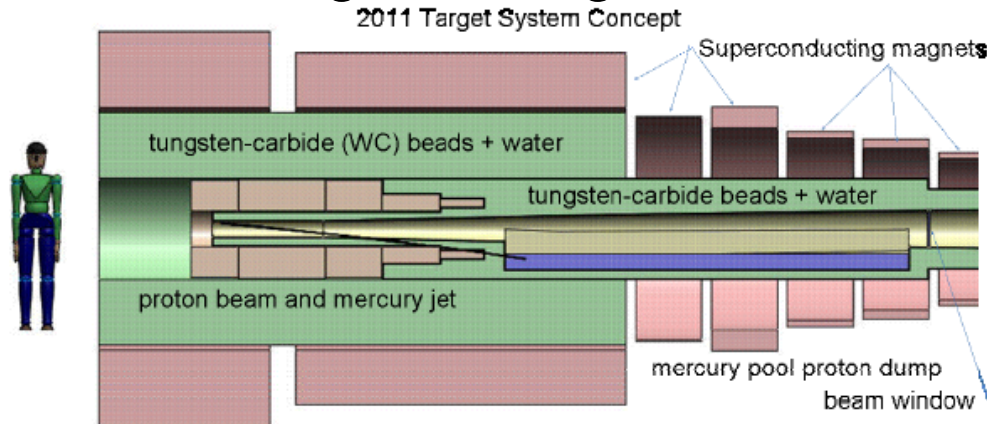 2011 Target System Concept
Superconducting magnets
tungsten-carbide (WC) beads + water
tungsten-carbide beads + water
proton beam and mercury jet
mercury pool proton dump
beam window